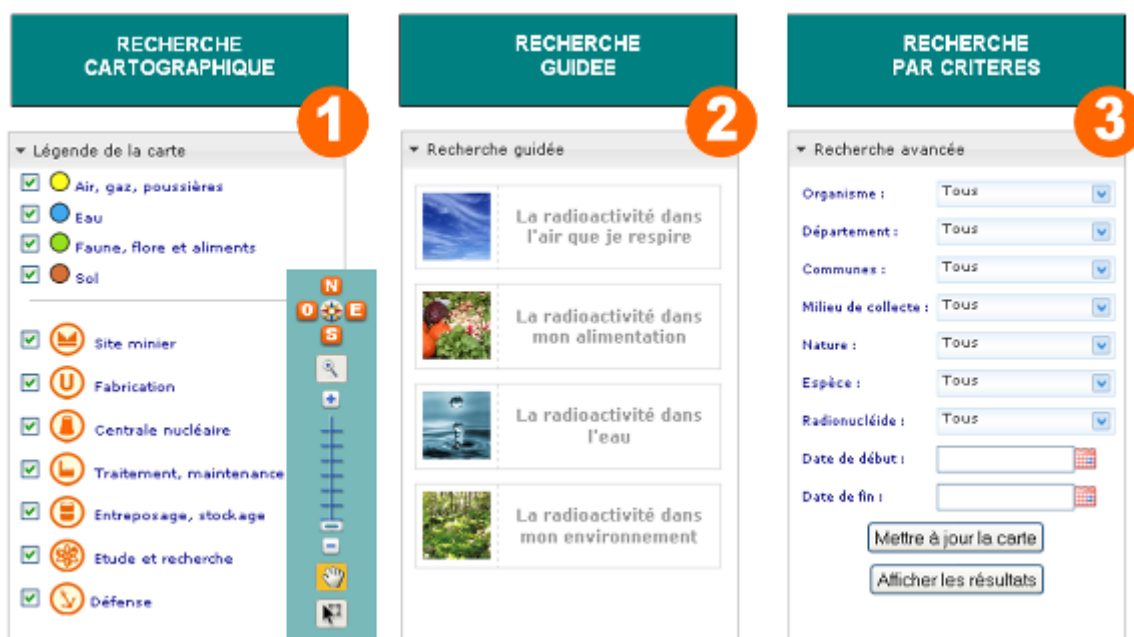 RECHERCHE
CARTOGRAPHIQUE
1
Légende de la carte
Air, gaz, poussières
Eau
Faune, flore et aliments
Sol
Site minier
U
Fabrication
Centrale nucléaire
Traitement, maintenance
Entreposage, stockage
Etude et recherche
Défense
N
O
E
S
RECHERCHE
GUIDEE
2
Recherche guidée
La radioactivité dans
l'air que je respire
La radioactivité dans
mon alimentation
La radioactivité dans
l'eau
La radioactivité dans
mon environnement
RECHERCHE
PAR CRITERES
3
Recherche avancée
Organisme : Tous
Département : Tous
Communes : Tous
Milieu de collecte : Tous
Nature : Tous
Espèce : Tous
Radionucléide : Tous
Date de début :
Date de fin :
Mettre à jour la carte
Afficher les résultats